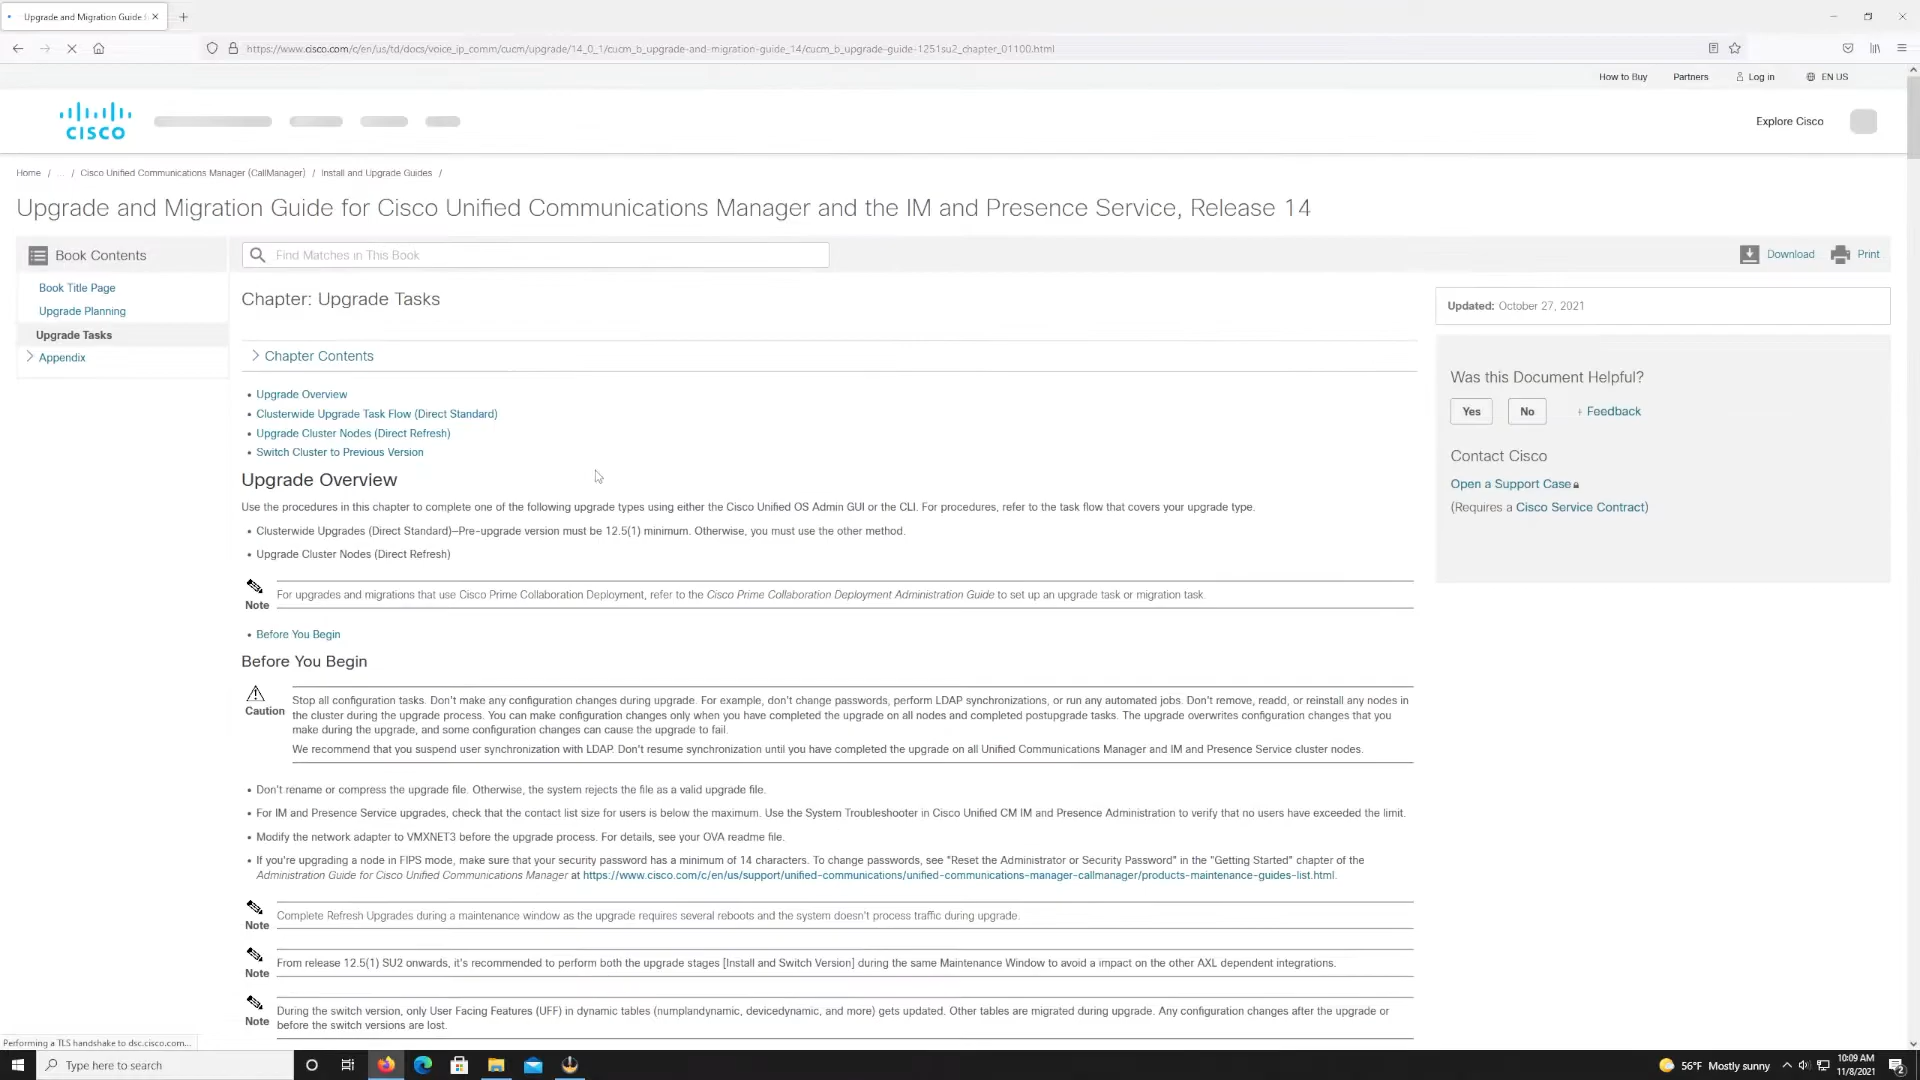 Upgrade and Migration Guide f
https://www.cisco.com/c/en/us/td/docs/voice_ip_comm/cucm/upgrade/14_0_1/cucm_b_upgrade-and-migration-guide_14/cucm_b_upgrade-guide-1251su2_chapter_01100.html
How to Buy Partners Log in EN US
CISCO
Explore Cisco
Home / ... / Cisco Unified Communications Manager (CallManager) / Install and Upgrade Guides /
Upgrade and Migration Guide for Cisco Unified Communications Manager and the IM and Presence Service, Release 14
Book Contents
Book Title Page
Upgrade Planning
Upgrade Tasks
Appendix
Find Matches in This Book
Download Print
Chapter: Upgrade Tasks
Chapter Contents
• Upgrade Overview
• Clusterwide Upgrade Task Flow (Direct Standard)
• Upgrade Cluster Nodes (Direct Refresh)
• Switch Cluster to Previous Version
Upgrade Overview
Use the procedures in this chapter to complete one of the following upgrade types using either the Cisco Unified OS Admin GUI or the CLI. For procedures, refer to the task flow that covers your upgrade type.
• Clusterwide Upgrades (Direct Standard)–Pre-upgrade version must be 12.5(1) minimum. Otherwise, you must use the other method.
• Upgrade Cluster Nodes (Direct Refresh)
Note
For upgrades and migrations that use Cisco Prime Collaboration Deployment, refer to the Cisco Prime Collaboration Deployment Administration Guide to set up an upgrade task or migration task.
• Before You Begin
Before You Begin
Caution
Stop all configuration tasks. Don't make any configuration changes during upgrade. For example, don't change passwords, perform LDAP synchronizations, or run any automated jobs. Don't remove, readd, or reinstall any nodes in
the cluster during the upgrade process. You can make configuration changes only when you have completed the upgrade on all nodes and completed postupgrade tasks. The upgrade overwrites configuration changes that you
make during the upgrade, and some configuration changes can cause the upgrade to fail.
We recommend that you suspend user synchronization with LDAP. Don't resume synchronization until you have completed the upgrade on all Unified Communications Manager and IM and Presence Service cluster nodes.
• Don't rename or compress the upgrade file. Otherwise, the system rejects the file as a valid upgrade file.
• For IM and Presence Service upgrades, check that the contact list size for users is below the maximum. Use the System Troubleshooter in Cisco Unified CM IM and Presence Administration to verify that no users have exceeded the limit.
• Modify the network adapter to VMXNET3 before the upgrade process. For details, see your OVA readme file.
• If you're upgrading a node in FIPS mode, make sure that your security password has a minimum of 14 characters. To change passwords, see "Reset the Administrator or Security Password" in the "Getting Started" chapter of the
Administration Guide for Cisco Unified Communications Manager at https://www.cisco.com/c/en/us/support/unified-communications/unified-communications-manager-callmanager/products-maintenance-guides-list.html.
Note
Complete Refresh Upgrades during a maintenance window as the upgrade requires several reboots and the system doesn't process traffic during upgrade.
Note
From release 12.5(1) SU2 onwards, it's recommended to perform both the upgrade stages [Install and Switch Version] during the same Maintenance Window to avoid a impact on the other AXL dependent integrations.
Note
During the switch version, only User Facing Features (UFF) in dynamic tables (numplandynamic, devicedynamic, and more) gets updated. Other tables are migrated during upgrade. Any configuration changes after the upgrade or
before the switch versions are lost.
Updated: October 27, 2021
Was this Document Helpful?
Yes No + Feedback
Contact Cisco
Open a Support Case
(Requires a Cisco Service Contract)
Performing a TLS handshake to dsc.cisco.com...
Type here to search
56°F Mostly sunny
10:09 AM
11/8/2021
2